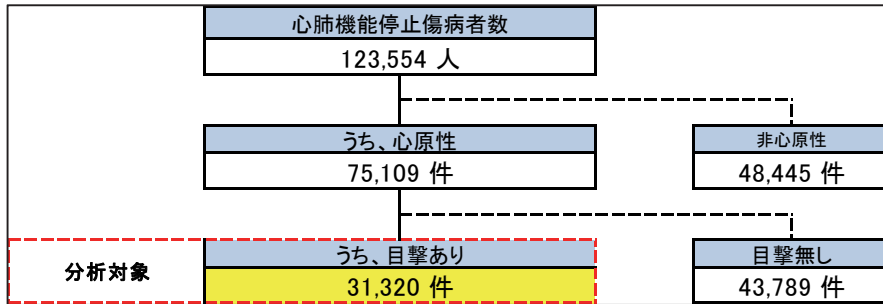 心肺機能停止傷病者数
123,554 人
うち、心原性
75,109 件
非心原性
48,445 件
分析対象
うち、目撃あり
31,320 件
目撃無し
43,789 件